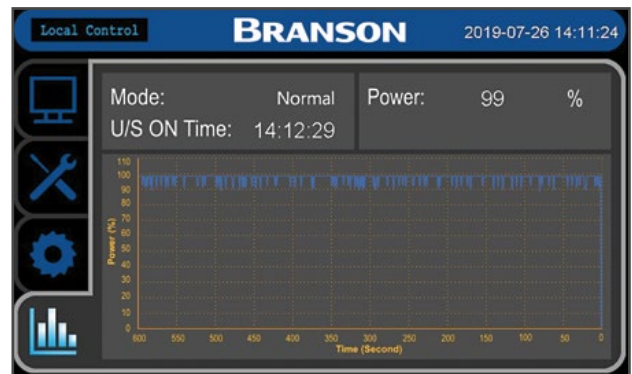 Local Control
BRANSON
2019-07-26 14:11:24
Mode: Normal
Power: 99 %
U/S ON Time: 14:12:29
110
100
90
80
70
60
50
40
30
20
10
0
Power (%)
600 550 500 450 400 350 300 250 200 150 100 50 0
Time (Second)